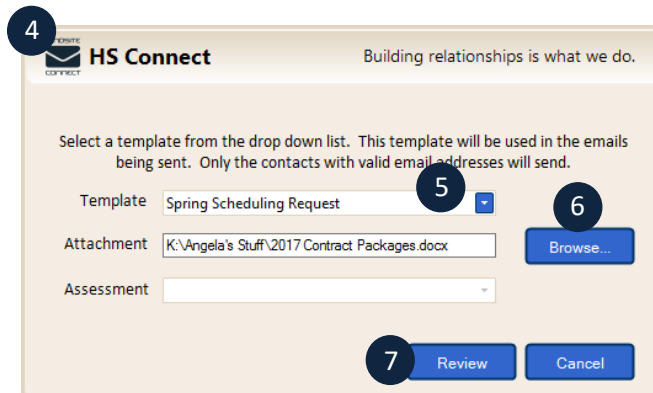 4
CONNECT
HS Connect
Building relationships is what we do.
Select a template from the drop down list. This template will be used in the emails
being sent. Only the contacts with valid email addresses will send.
5
Template
Spring Scheduling Request
6
Attachment
K:\Angela's Stuff\2017 Contract Packages.docx
Browse...
Assessment
7
Review
Cancel